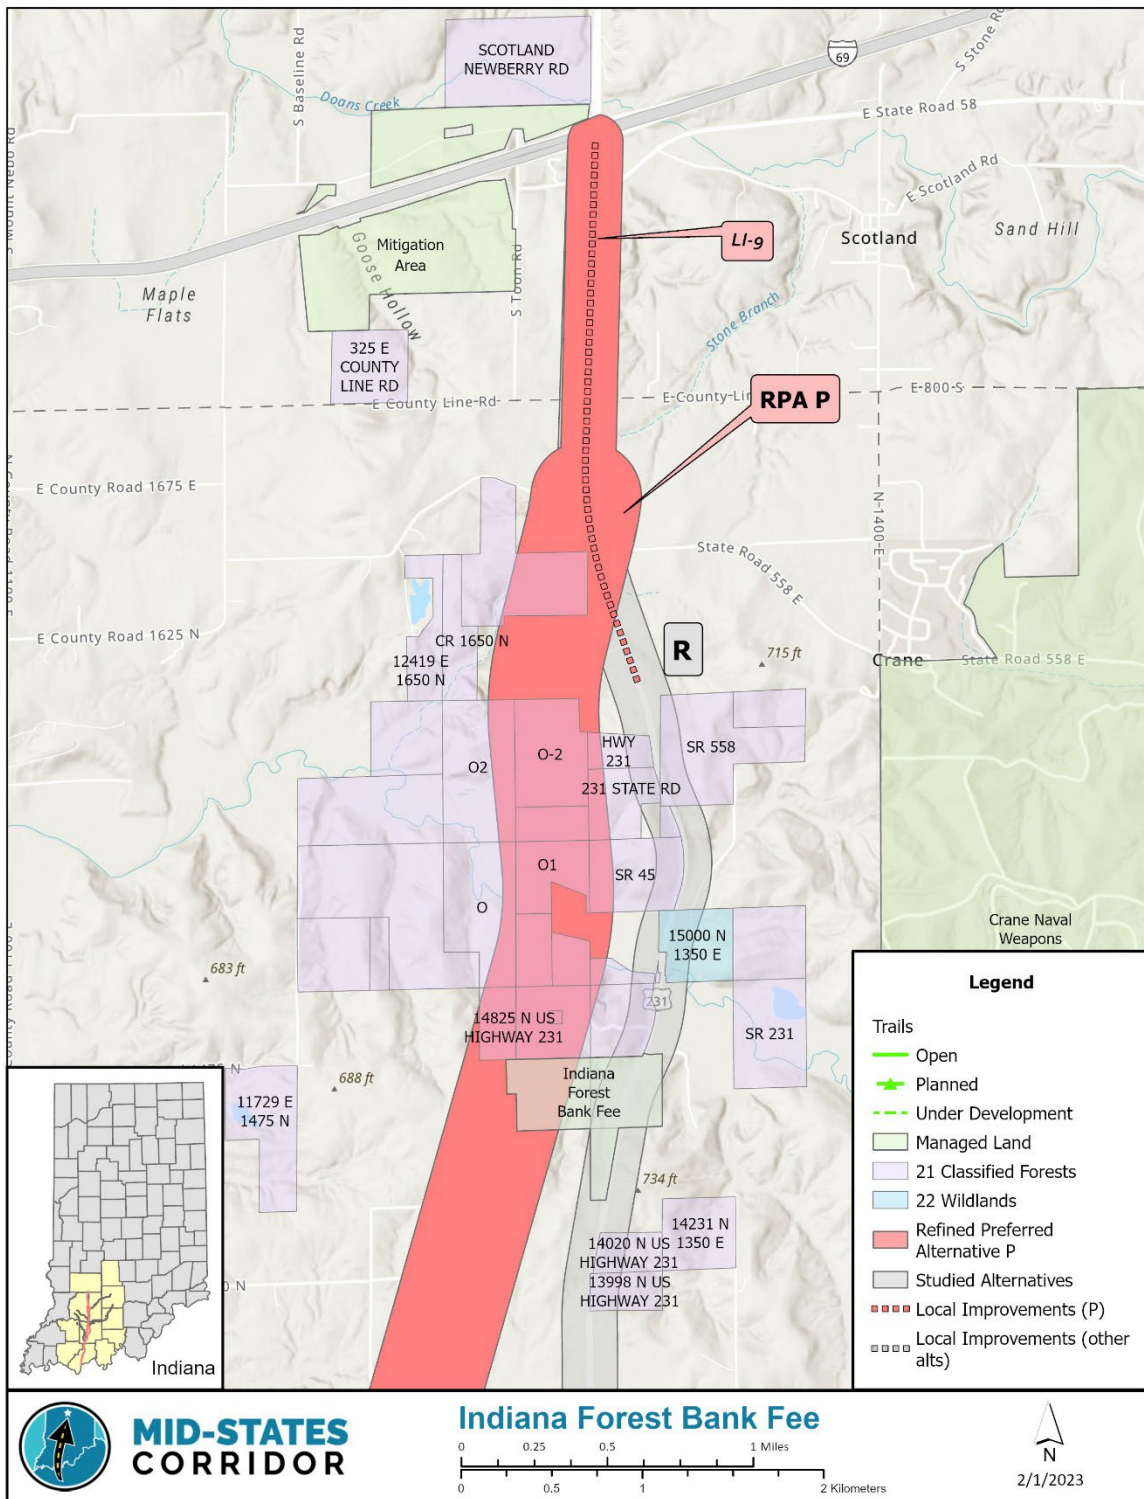 SCOTLAND
NEWBERRY RD
69
S Stone Rd
S Baseline Rd
Doans Creek
E State Road 58
S Mount Nebo Rd
E Scotland Rd
LI-9
Scotland
Sand Hill
Mitigation
Area
Goose Hollow
S Toon Rd
Maple
Flats
Stone Branch
325 E
COUNTY
LINE RD
E County Line Rd
E County Li
E 800 S
RPA P
E County Road 1675 E
N 1400 E
State Road 558 E
E County Road 1625 N
CR 1650 N
12419 E
1650 N
R
715 ft
Crane
State Road 558 E
O2
O-2
HWY
231
SR 558
231 STATE RD
O1
SR 45
O
15000 N
1350 E
Crane Naval
Weapons
683 ft
231
14825 N US
HIGHWAY 231
SR 231
Indiana
Forest
Bank Fee
688 ft
11729 E
1475 N
734 ft
14231 N
1350 E
14020 N US
HIGHWAY 231
13998 N US
HIGHWAY 231
0 N
Legend
Trails
Open
Planned
Under Development
Managed Land
21 Classified Forests
22 Wildlands
Refined Preferred
Alternative P
Studied Alternatives
Local Improvements (P)
Local Improvements (other
alts)
Indiana
MID-STATES
CORRIDOR
Indiana Forest Bank Fee
0 0.25 0.5 1 Miles
0 0.5 1 2 Kilometers
N
2/1/2023